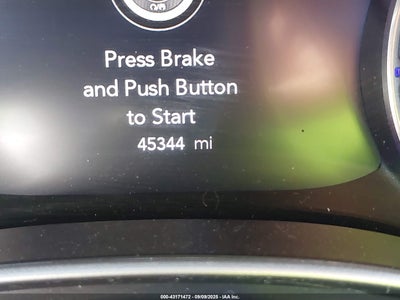 Press Brake
and Push Button
to Start
45344 mi
000-43171472 - 09/09/2025 - IAA Inc.